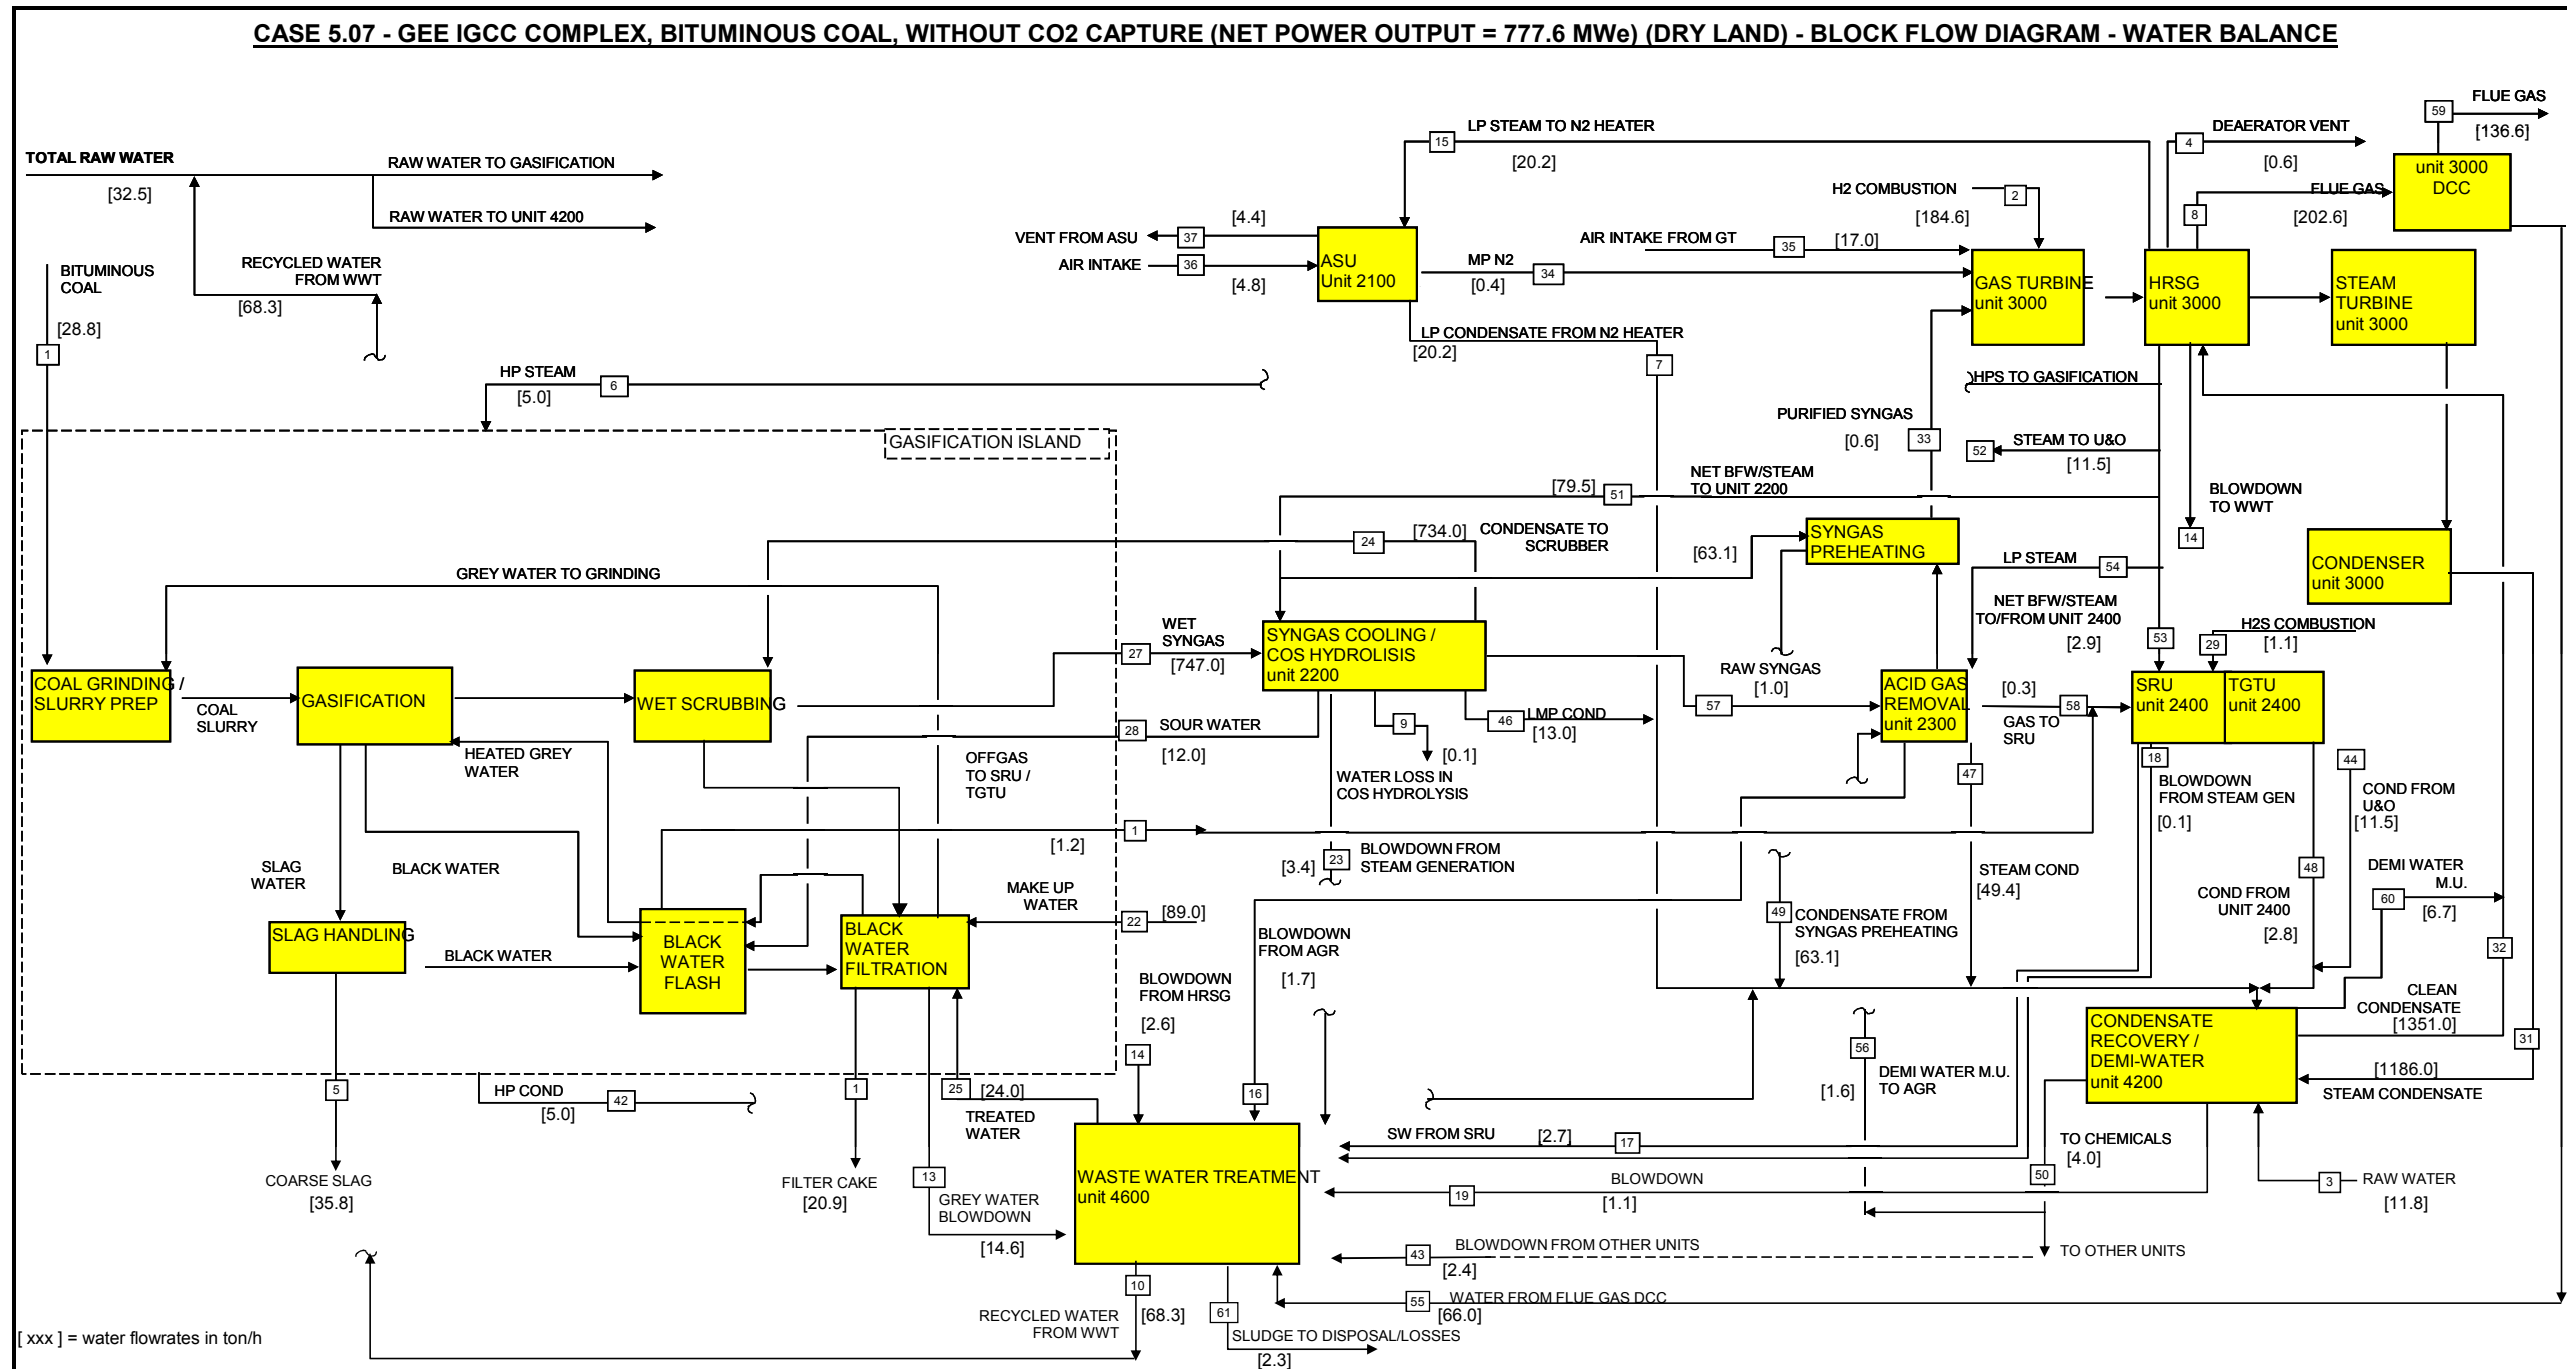 CASE 5.07 - GEE IGCC COMPLEX, BITUMINOUS COAL, WITHOUT CO2 CAPTURE (NET POWER OUTPUT = 777.6 MWe) (DRY LAND) - BLOCK FLOW DIAGRAM - WATER BALANCE
TOTAL RAW WATER
[32.5]
RAW WATER TO GASIFICATION
RAW WATER TO UNIT 4200
BITUMINOUS
COAL
[28.8]
1
RECYCLED WATER
FROM WWT
[68.3]
HP STEAM
6
[5.0]
15
LP STEAM TO N2 HEATER
[20.2]
[4.4]
VENT FROM ASU
37
AIR INTAKE
36
[4.8]
ASU
Unit 2100
MP N2
34
[0.4]
LP CONDENSATE FROM N2 HEATER
[20.2]
7
H2 COMBUSTION
2
[184.6]
AIR INTAKE FROM GT
35
[17.0]
GAS TURBINE
unit 3000
HRSG
unit 3000
STEAM
TURBINE
unit 3000
4
DEAERATOR VENT
[0.6]
59
FLUE GAS
[136.6]
unit 3000
DCC
8
FLUE GAS
[202.6]
HPS TO GASIFICATION
PURIFIED SYNGAS
[0.6]
33
52
STEAM TO U&O
[11.5]
NET BFW/STEAM
TO UNIT 2200
[79.5]
51
BLOWDOWN
TO WWT
14
GASIFICATION ISLAND
24
[734.0]
CONDENSATE TO
SCRUBBER
[63.1]
SYNGAS
PREHEATING
LP STEAM
54
CONDENSER
unit 3000
GREY WATER TO GRINDING
NET BFW/STEAM
TO/FROM UNIT 2400
[2.9]
53
H2S COMBUSTION
29
[1.1]
WET
SYNGAS
27
[747.0]
SYNGAS COOLING /
COS HYDROLISIS
unit 2200
COAL GRINDING /
SLURRY PREP
COAL
SLURRY
GASIFICATION
WET SCRUBBING
RAW SYNGAS
[1.0]
57
ACID GAS
REMOVAL
unit 2300
[0.3]
58
GAS TO
SRU
SRU
unit 2400
TGTU
unit 2400
28
SOUR WATER
[12.0]
9
[0.1]
46
LMP COND
[13.0]
WATER LOSS IN
COS HYDROLYSIS
HEATED GREY
WATER
OFFGAS
TO SRU /
TGTU
47
18
BLOWDOWN
FROM STEAM GEN
[0.1]
44
COND FROM
U&O
[11.5]
1
[1.2]
23
[3.4]
BLOWDOWN FROM
STEAM GENERATION
SLAG
WATER
BLACK WATER
STEAM COND
[49.4]
48
COND FROM
UNIT 2400
[2.8]
DEMI WATER
M.U.
60
[6.7]
MAKE UP
WATER
22
[89.0]
49
CONDENSATE FROM
SYNGAS PREHEATING
[63.1]
SLAG HANDLING
BLACK WATER
BLACK
WATER
FLASH
BLACK
WATER
FILTRATION
BLOWDOWN
FROM AGR
[1.7]
BLOWDOWN
FROM HRSG
[2.6]
14
32
CLEAN
CONDENSATE
[1351.0]
CONDENSATE
RECOVERY /
DEMI-WATER
unit 4200
31
[1186.0]
STEAM CONDENSATE
5
COARSE SLAG
[35.8]
HP COND
42
[5.0]
1
FILTER CAKE
[20.9]
25
[24.0]
TREATED
WATER
16
56
[1.6]
DEMI WATER M.U.
TO AGR
SW FROM SRU
[2.7]
17
TO CHEMICALS
[4.0]
50
3
RAW WATER
[11.8]
13
GREY WATER
BLOWDOWN
[14.6]
WASTE WATER TREATMENT
unit 4600
19
BLOWDOWN
[1.1]
43
BLOWDOWN FROM OTHER UNITS
[2.4]
TO OTHER UNITS
10
RECYCLED WATER
FROM WWT
[68.3]
61
SLUDGE TO DISPOSAL/LOSSES
[2.3]
55
WATER FROM FLUE GAS DCC
[66.0]
[ xxx ] = water flowrates in ton/h